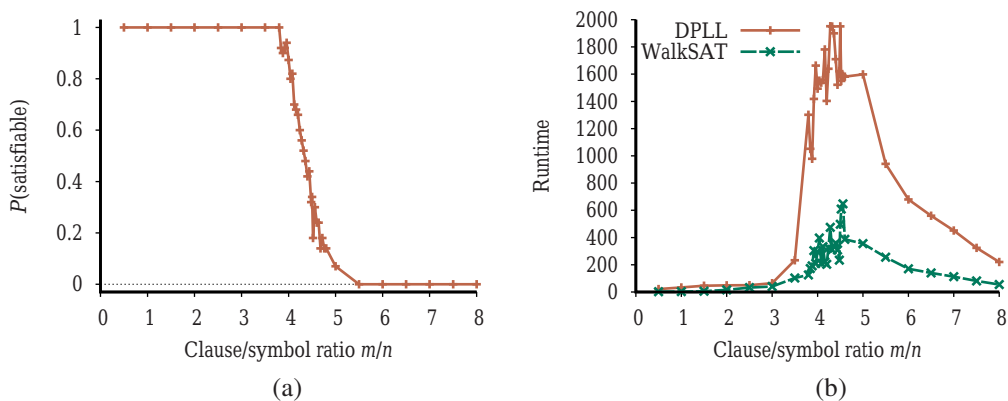 1
0.8
0.6
0.4
0.2
0
P(satisfiable)
0 1 2 3 4 5 6 7 8
Clause/symbol ratio m/n
(a)
2000
1800
1600
1400
1200
1000
800
600
400
200
0
Runtime
DPLL
WalkSAT
0 1 2 3 4 5 6 7 8
Clause/symbol ratio m/n
(b)